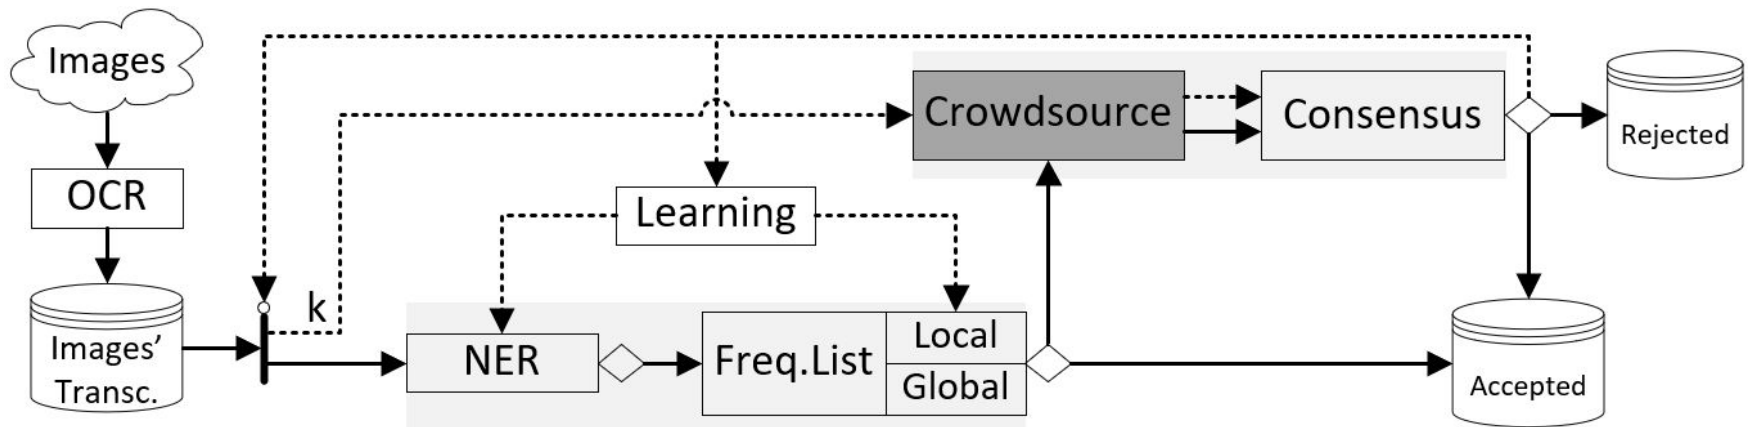 Images
OCR
Images'
Transc.
k
NER
Freq.List
Local
Global
Learning
Crowdsource
Consensus
Rejected
Accepted